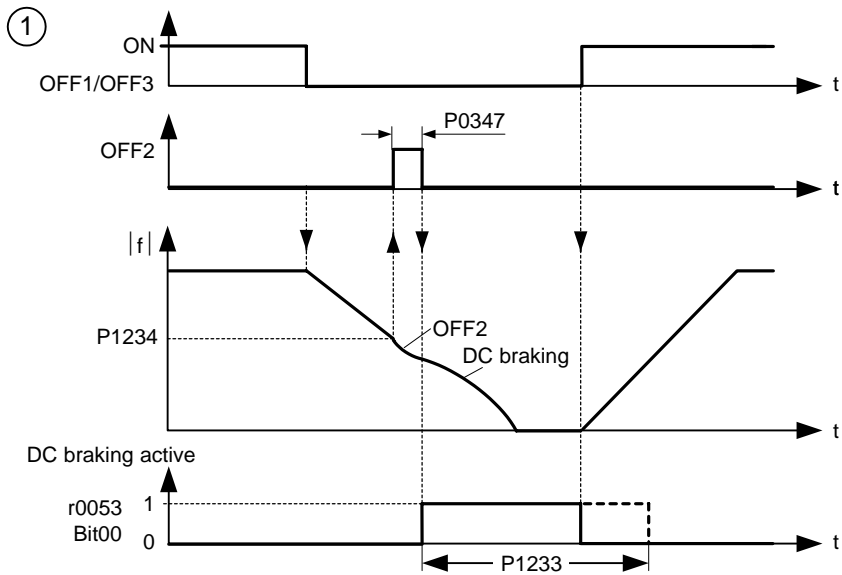 1
ON
OFF1/OFF3
t
P0347
OFF2
t
|f|
P1234
OFF2
DC braking
t
DC braking active
r0053
Bit00
1
0
t
P1233